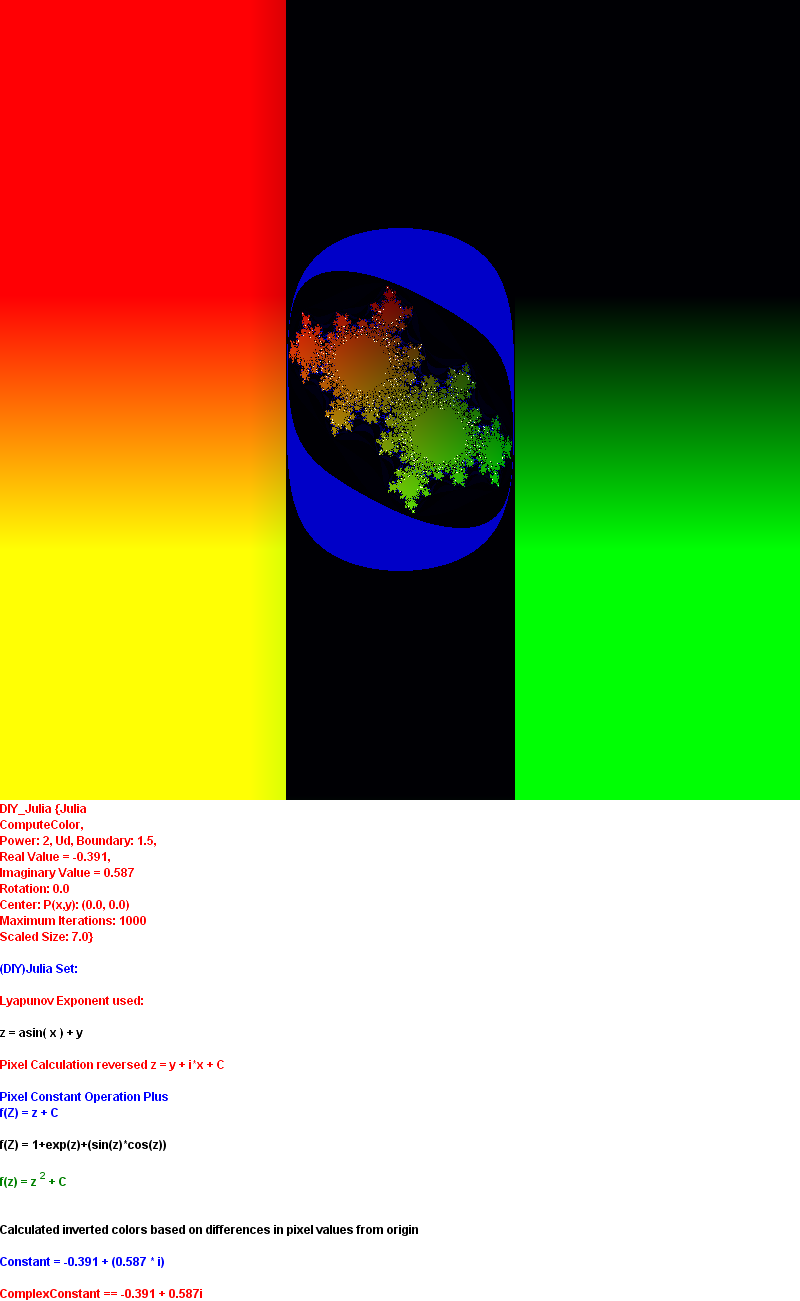 DIY_Julia {Julia
ComputeColor,
Power: 2, Ud, Boundary: 1.5,
Real Value = -0.391,
Imaginary Value = 0.587
Rotation: 0.0
Center: P(x,y): (0.0, 0.0)
Maximum Iterations: 1000
Scaled Size: 7.0}
(DIY)Julia Set:
Lyapunov Exponent used:
z = asin( x ) + y
Pixel Calculation reversed z = y + i*x + C
Pixel Constant Operation Plus
f(Z) = z + C
f(Z) = 1+exp(z)+(sin(z)*cos(z))
f(z) = z 2 + C
Calculated inverted colors based on differences in pixel values from origin
Constant = -0.391 + (0.587 * i)
ComplexConstant == -0.391 + 0.587i